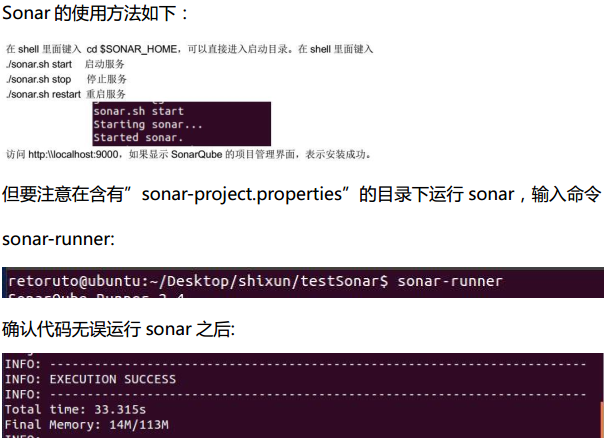 Sonar 的使用方法如下：
在 shell 里面键入 cd $SONAR_HOME，可以直接进入启动目录。在 shell 里面键入
./sonar.sh start 启动服务
./sonar.sh stop 停止服务
./sonar.sh restart 重启服务
sonar.sh start
Starting sonar...
Started sonar.
访问 http:\\localhost:9000，如果显示 SonarQube 的项目管理界面，表示安装成功。
但要注意在含有”sonar-project.properties”的目录下运行 sonar，输入命令
sonar-runner:
retoruto@ubuntu:~/Desktop/shixun/testSonar$ sonar-runner
SonarQube Runner 2.4
确认代码无误运行 sonar 之后:
INFO: ------------------------------------------------------------------------
INFO: EXECUTION SUCCESS
INFO: ------------------------------------------------------------------------
Total time: 33.315s
Final Memory: 14M/113M
INFO: